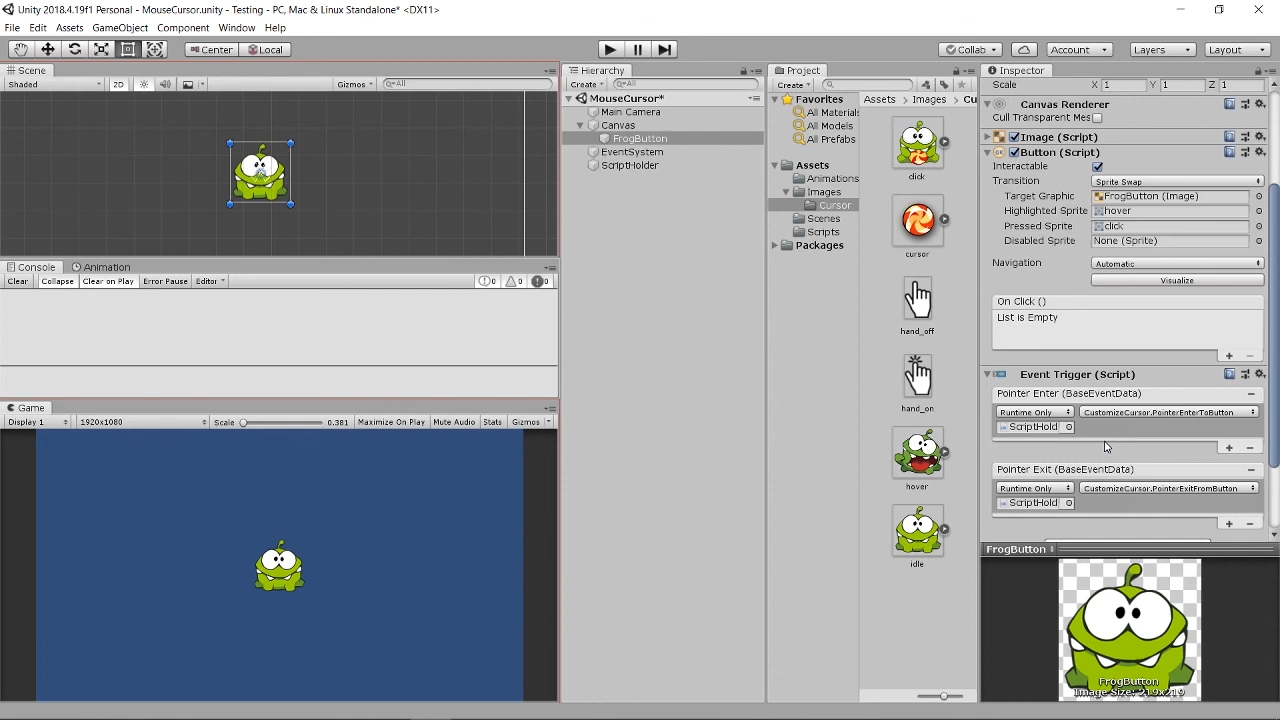 Unity 2018.4.19f1 Personal - MouseCursor.unity - Testing - PC, Mac & Linux Standalone* <DX11>
File Edit Assets GameObject Component Window Help
Center Local Collab Account Layers Layout
Scene
Shaded 2D Gizmos All
Console Animation
Clear Collapse Clear on Play Error Pause Editor 0 0 0
Game
Display 1 1920x1080 Scale 0.381 Maximize On Play Mute Audio Stats Gizmos
Hierarchy
Create All
MouseCursor*
Main Camera
Canvas
FrogButton
EventSystem
ScriptHolder
Project
Create
Favorites
All Materials
All Models
All Prefabs
Assets
Animations
Images
Cursor
Scenes
Scripts
Packages
Assets Images Cu
click
cursor
hand_off
hand_on
hover
idle
Inspector
Scale X 1 Y 1 Z 1
Canvas Renderer
Cull Transparent Mes
Image (Script)
Button (Script)
Interactable
Transition Sprite Swap
Target Graphic FrogButton (Image)
Highlighted Sprite hover
Pressed Sprite click
Disabled Sprite None (Sprite)
Navigation Automatic
Visualize
On Click ()
List is Empty
Event Trigger (Script)
Pointer Enter (BaseEventData)
Runtime Only CustomizeCursor.PointerEnterToButton
ScriptHold
Pointer Exit (BaseEventData)
Runtime Only CustomizeCursor.PointerExitFromButton
ScriptHold
FrogButton
FrogButton
Image Size: 219x219